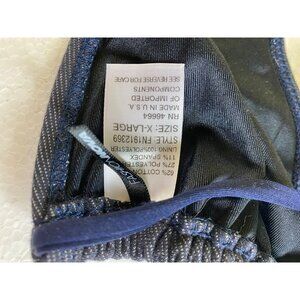 62% COTTON
27% POLYESTER
11% SPANDEX
LINING:100%POLYESTER
STYLE: FN1912369
SIZE: X-LARGE
RN 46664
MADE IN U.S.A.
OF IMPORTED
COMPONENTS
SEE REVERSE FOR CARE